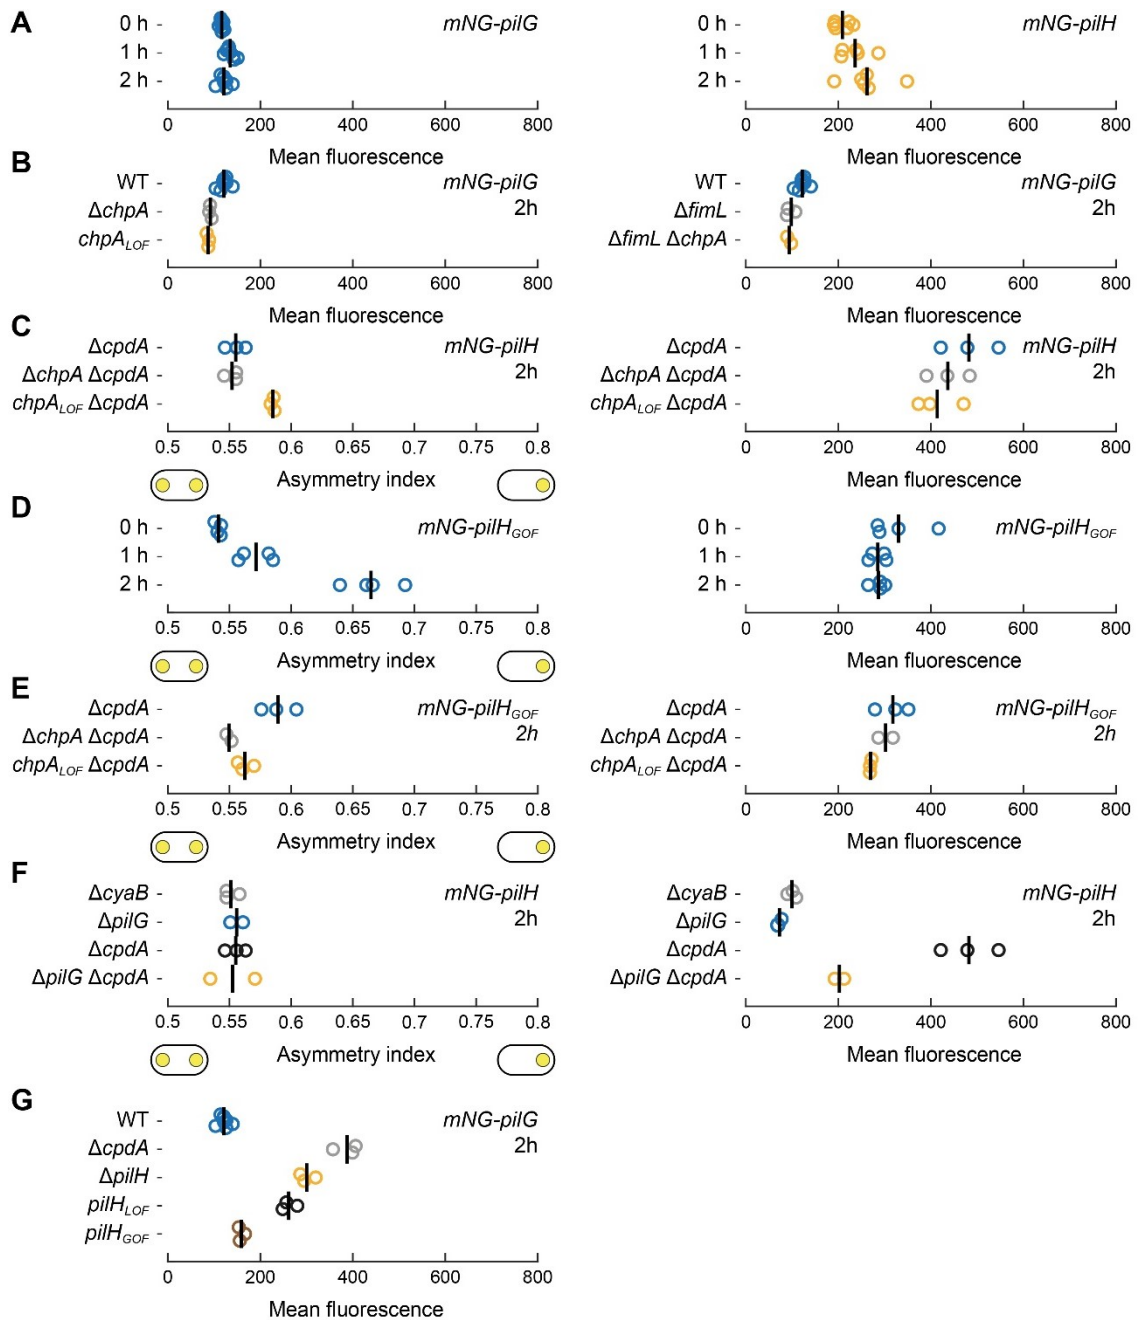 A
0 h -
1 h -
2 h -
mNG-pilG
0 200 400 600 800
Mean fluorescence
0 h -
1 h -
2 h -
mNG-pilH
0 200 400 600 800
Mean fluorescence
B
WT -
ΔchpA -
chpALOF -
mNG-pilG
2h
0 200 400 600 800
Mean fluorescence
WT -
ΔfimL -
ΔfimL ΔchpA -
mNG-pilG
2h
0 200 400 600 800
Mean fluorescence
C
ΔcpdA -
ΔchpA ΔcpdA -
chpALOF ΔcpdA -
mNG-pilH
2h
0.5 0.55 0.6 0.65 0.7 0.75 0.8
Asymmetry index
ΔcpdA -
ΔchpA ΔcpdA -
chpALOF ΔcpdA -
mNG-pilH
2h
0 200 400 600 800
Mean fluorescence
D
0 h -
1 h -
2 h -
mNG-pilHGOF
0.5 0.55 0.6 0.65 0.7 0.75 0.8
Asymmetry index
0 h -
1 h -
2 h -
mNG-pilHGOF
0 200 400 600 800
Mean fluorescence
E
ΔcpdA -
ΔchpA ΔcpdA -
chpALOF ΔcpdA -
mNG-pilHGOF
2h
0.5 0.55 0.6 0.65 0.7 0.75 0.8
Asymmetry index
ΔcpdA -
ΔchpA ΔcpdA -
chpALOF ΔcpdA -
mNG-pilHGOF
2h
0 200 400 600 800
Mean fluorescence
F
ΔcyaB -
ΔpilG -
ΔcpdA -
ΔpilG ΔcpdA -
mNG-pilH
2h
0.5 0.55 0.6 0.65 0.7 0.75 0.8
Asymmetry index
ΔcyaB -
ΔpilG -
ΔcpdA -
ΔpilG ΔcpdA -
mNG-pilH
2h
0 200 400 600 800
Mean fluorescence
G
WT -
ΔcpdA -
ΔpilH -
pilHLOF -
pilHGOF -
mNG-pilG
2h
0 200 400 600 800
Mean fluorescence